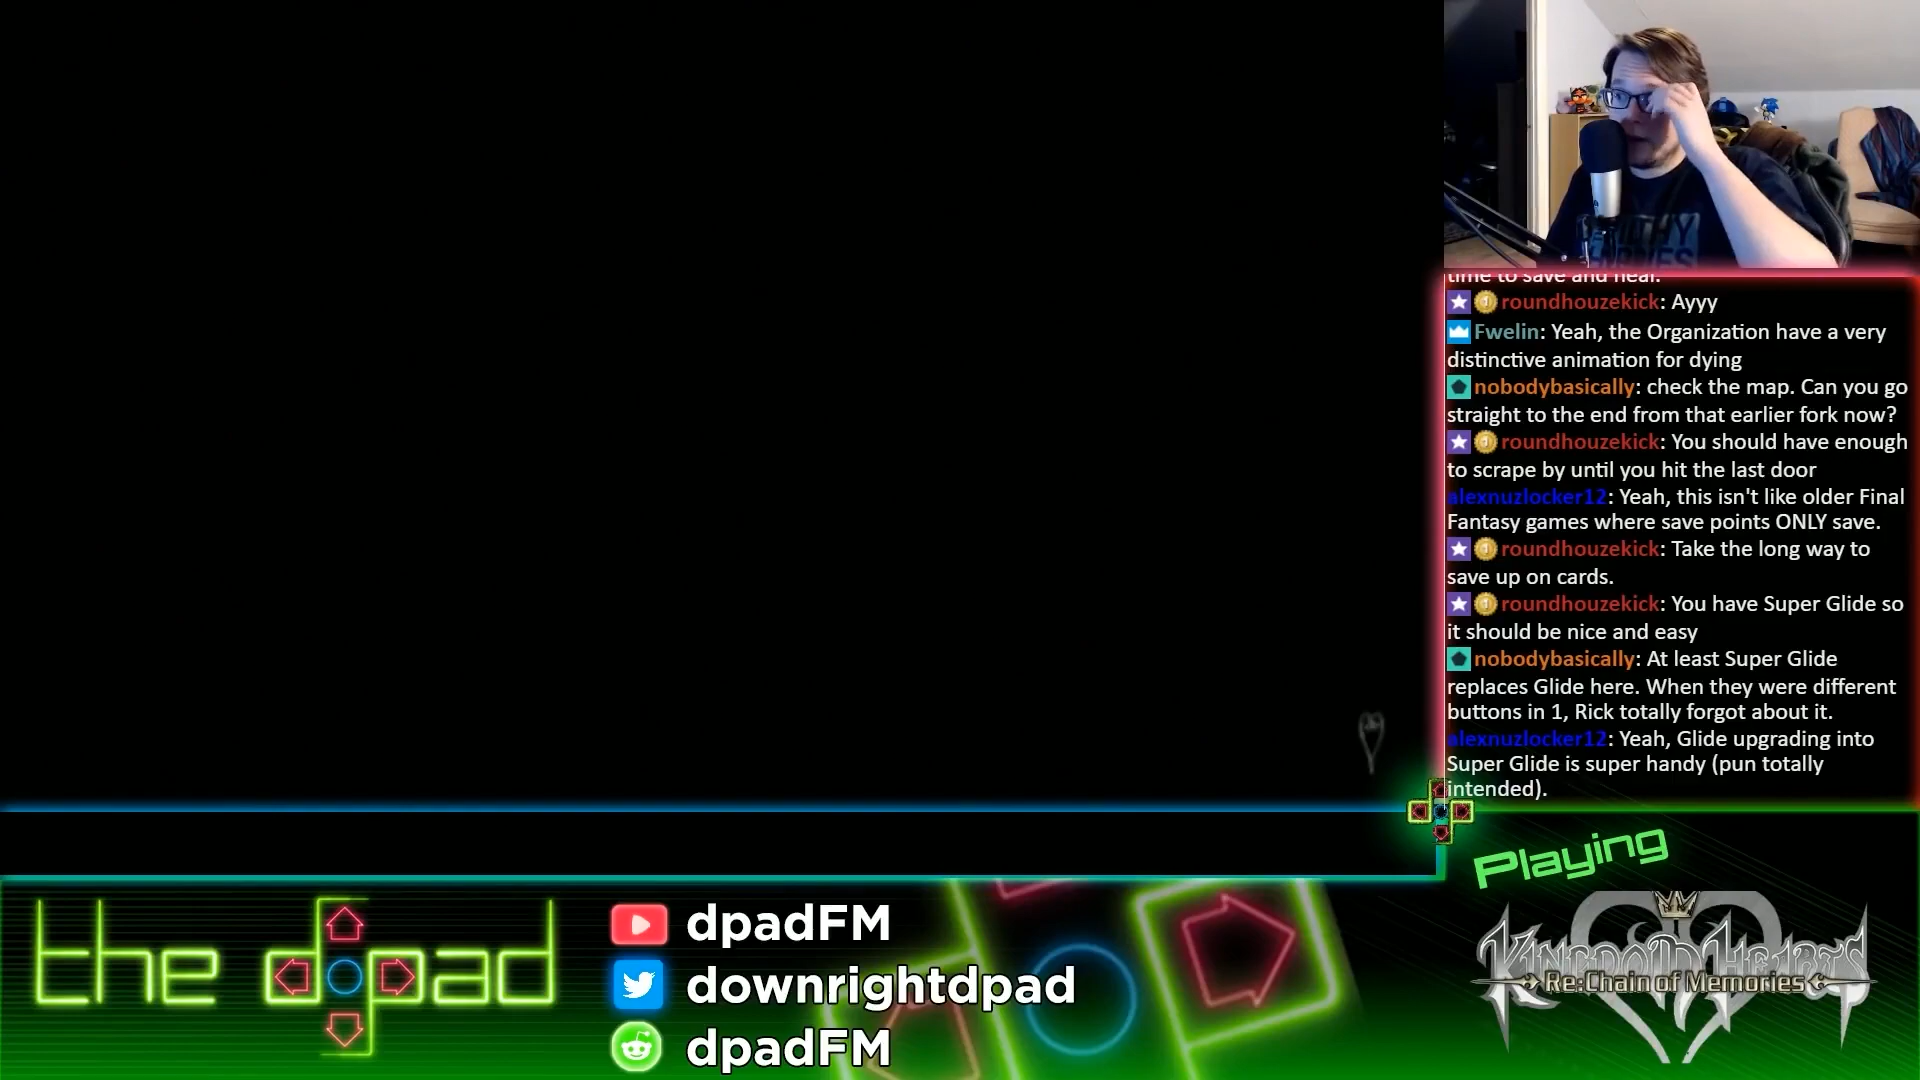 time to save and heal.
roundhouzekick: Ayyy
Fwelin: Yeah, the Organization have a very
distinctive animation for dying
nobodybasically: check the map. Can you go
straight to the end from that earlier fork now?
roundhouzekick: You should have enough
to scrape by until you hit the last door
alexnuzlocker12: Yeah, this isn't like older Final
Fantasy games where save points ONLY save.
roundhouzekick: Take the long way to
save up on cards.
roundhouzekick: You have Super Glide so
it should be nice and easy
nobodybasically: At least Super Glide
replaces Glide here. When they were different
buttons in 1, Rick totally forgot about it.
alexnuzlocker12: Yeah, Glide upgrading into
Super Glide is super handy (pun totally
intended).
Playing
KINGDOM HEARTS
Re:Chain of Memories
the dpad
dpadFM
downrightdpad
dpadFM